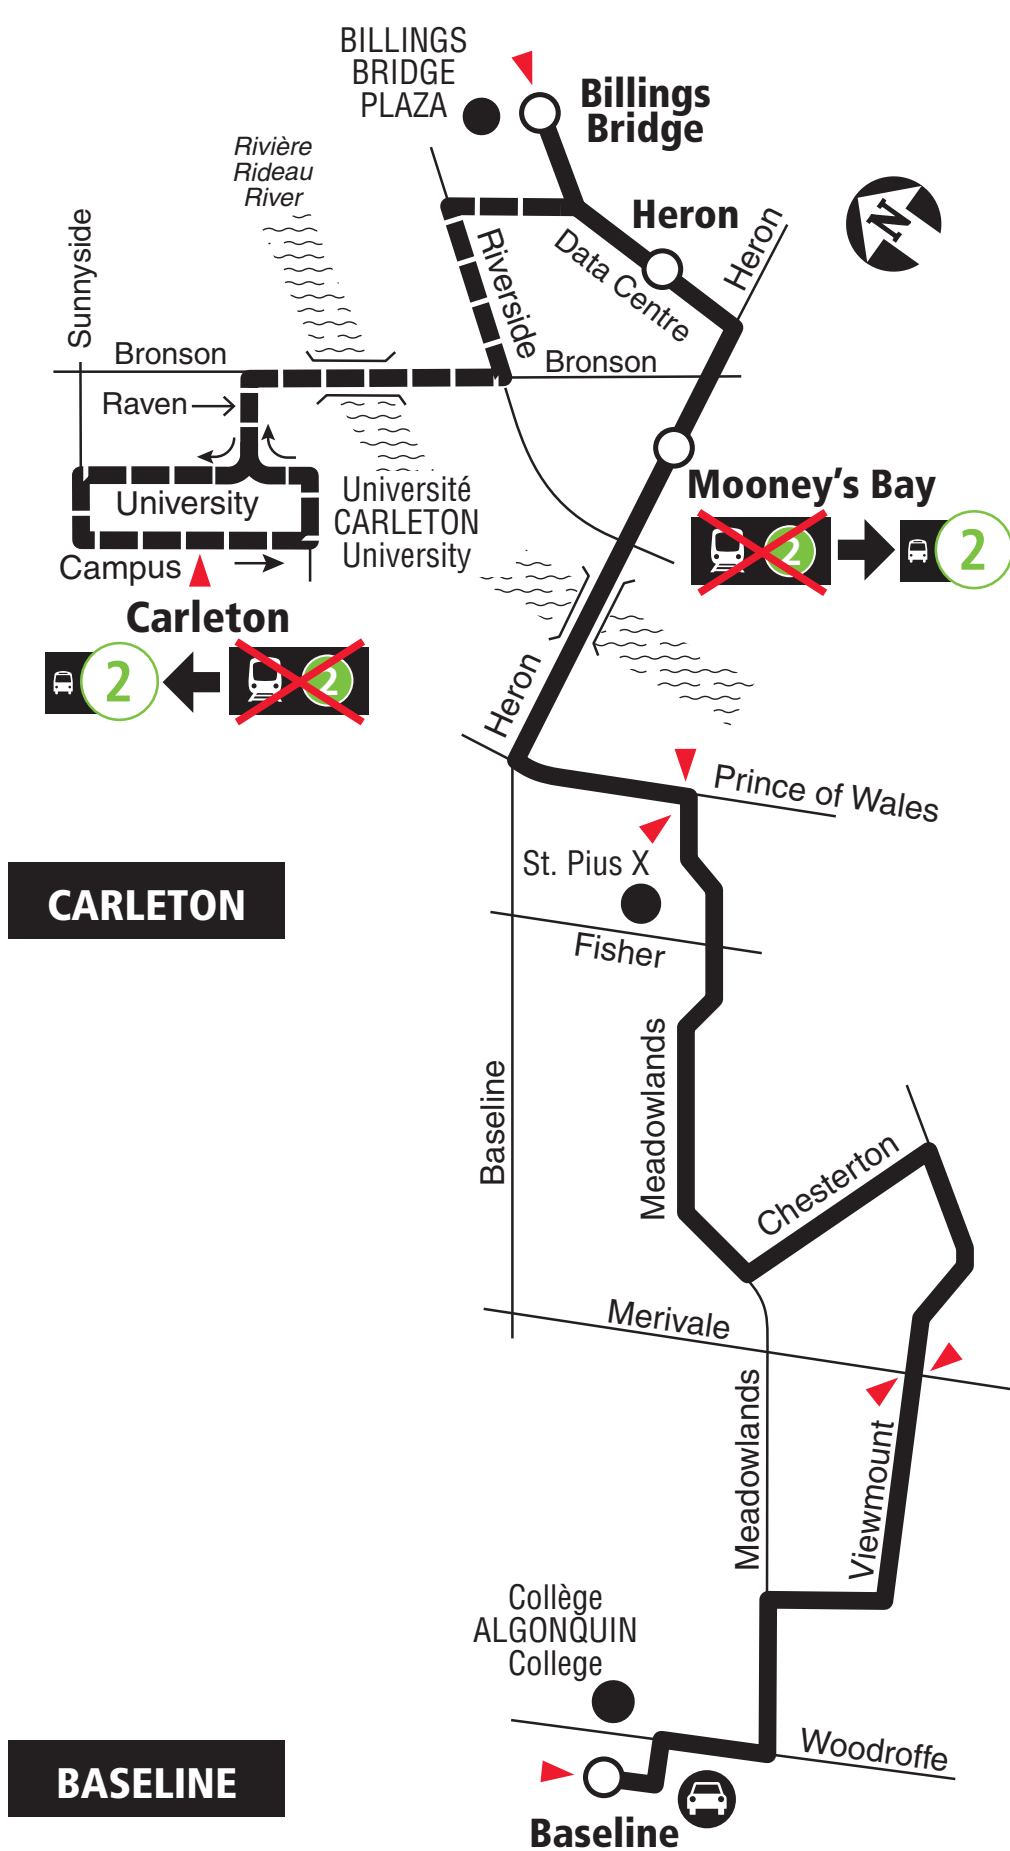 BILLINGS
BRIDGE
PLAZA
Billings
Bridge
Rivière
Rideau
River
Sunnyside
Heron
Heron
N
Riverside
Data Centre
Bronson
Bronson
Raven
University
Université
CARLETON
University
Mooney's Bay
2
2
Campus
Carleton
2
2
Heron
Prince of Wales
St. Pius X
CARLETON
Fisher
Baseline
Meadowlands
Chesterton
Merivale
Meadowlands
Viewmount
Collège
ALGONQUIN
College
Woodroffe
BASELINE
Baseline